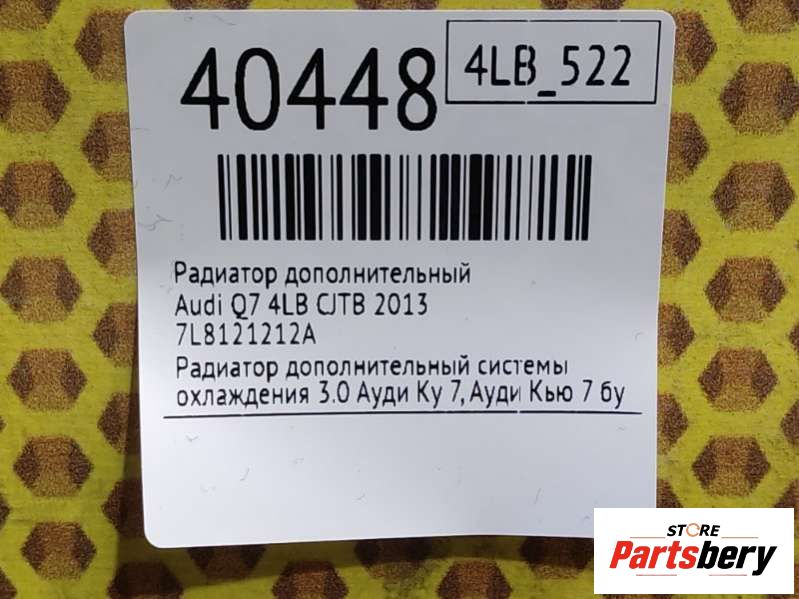 40448
4LB_522
Радиатор дополнительный
Audi Q7 4LB CJTB 2013
7L8121212A
Радиатор дополнительный системы
охлаждения 3.0 Ауди Ку 7, Ауди Кью 7 бу
STORE
Partsbery